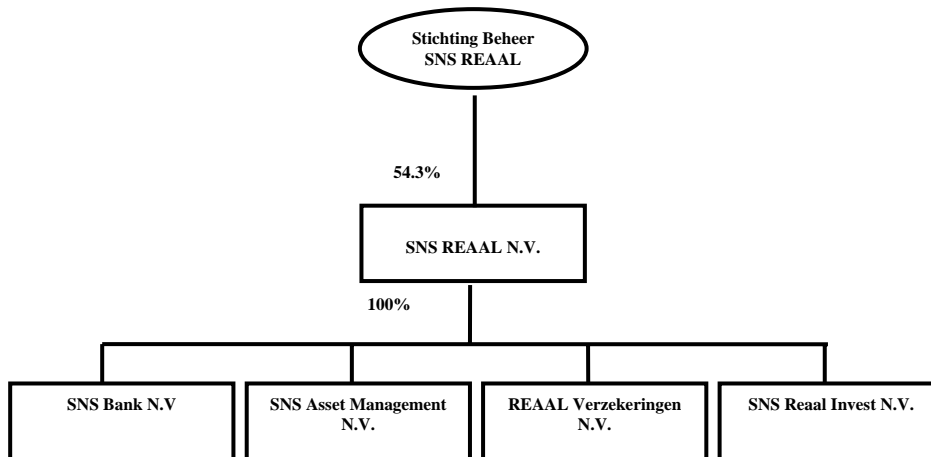 Stichting Beheer
SNS REAAL
54.3%
SNS REAAL N.V.
100%
SNS Bank N.V
SNS Asset Management
N.V.
REAAL Verzekeringen
N.V.
SNS Reaal Invest N.V.